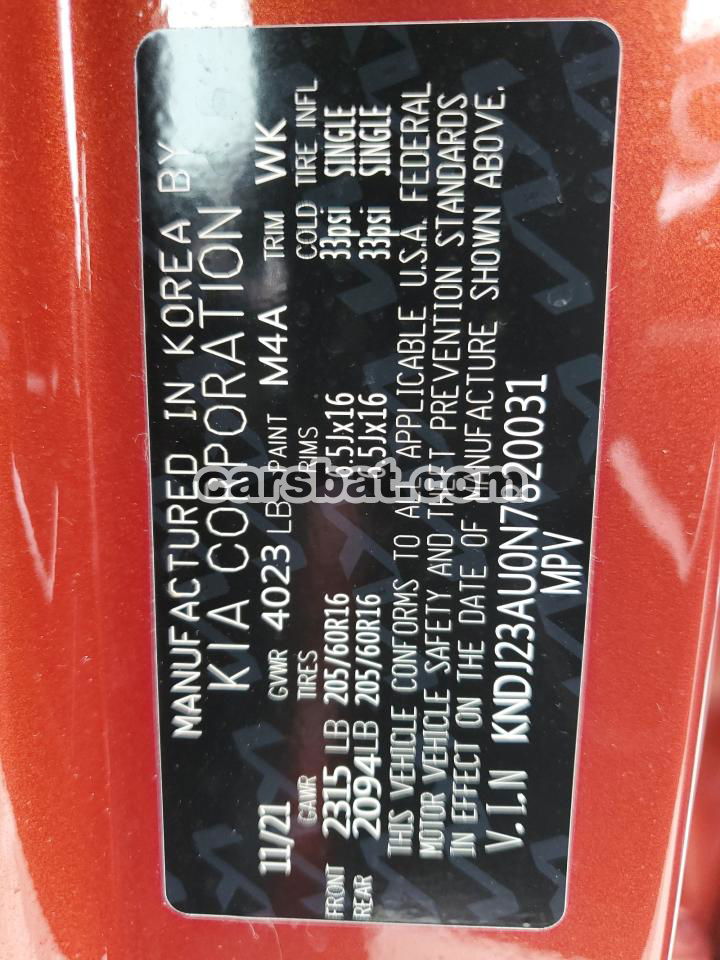 MANUFACTURED IN KOREA BY
KIA CORPORATION
11/21 GVWR 4023 LB PAINT M4A TRIM WK
GAWR TIRES RIMS COLD TIRE INFL
FRONT 2315 LB 205/60R16 6.5Jx16 33psi SINGLE
REAR 2094LB 205/60R16 6.5Jx16 33psi SINGLE
THIS VEHICLE CONFORMS TO ALL APPLICABLE U.S.A. FEDERAL
MOTOR VEHICLE SAFETY AND THEFT PREVENTION STANDARDS
IN EFFECT ON THE DATE OF MANUFACTURE SHOWN ABOVE.
V.I.N KNDJ23AU0N7820031
MPV
carsbat.com